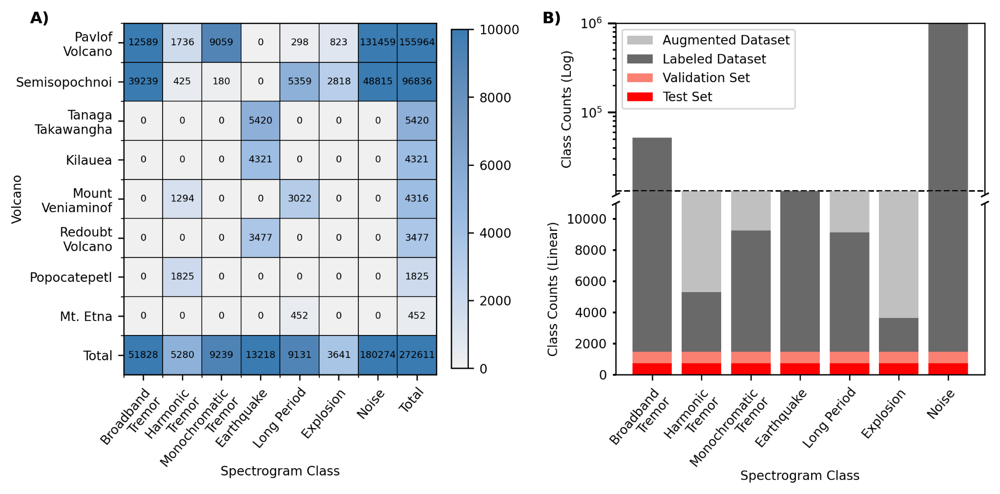 A)
Pavlof
Volcano
12589 1736 9059 0 298 823 131459 155964
Semisopochnoi
39239 425 180 0 5359 2818 48815 96836
Tanaga
Takawangha
0 0 0 5420 0 0 0 5420
Kilauea
0 0 0 4321 0 0 0 4321
Mount
Veniaminof
0 1294 0 0 3022 0 0 4316
Redoubt
Volcano
0 0 0 3477 0 0 0 3477
Popocatepetl
0 1825 0 0 0 0 0 1825
Mt. Etna
0 0 0 0 452 0 0 452
Total
51828 5280 9239 13218 9131 3641 180274 272611
Volcano
Broadband
Tremor
Harmonic
Tremor
Monochromatic
Tremor
Earthquake
Long Period
Explosion
Noise
Total
Spectrogram Class
10000
8000
6000
4000
2000
0
B)
10⁶
10⁵
Class Counts (Log)
Augmented Dataset
Labeled Dataset
Validation Set
Test Set
10000
8000
6000
4000
2000
0
Class Counts (Linear)
Broadband
Tremor
Harmonic
Tremor
Monochromatic
Tremor
Earthquake
Long Period
Explosion
Noise
Spectrogram Class